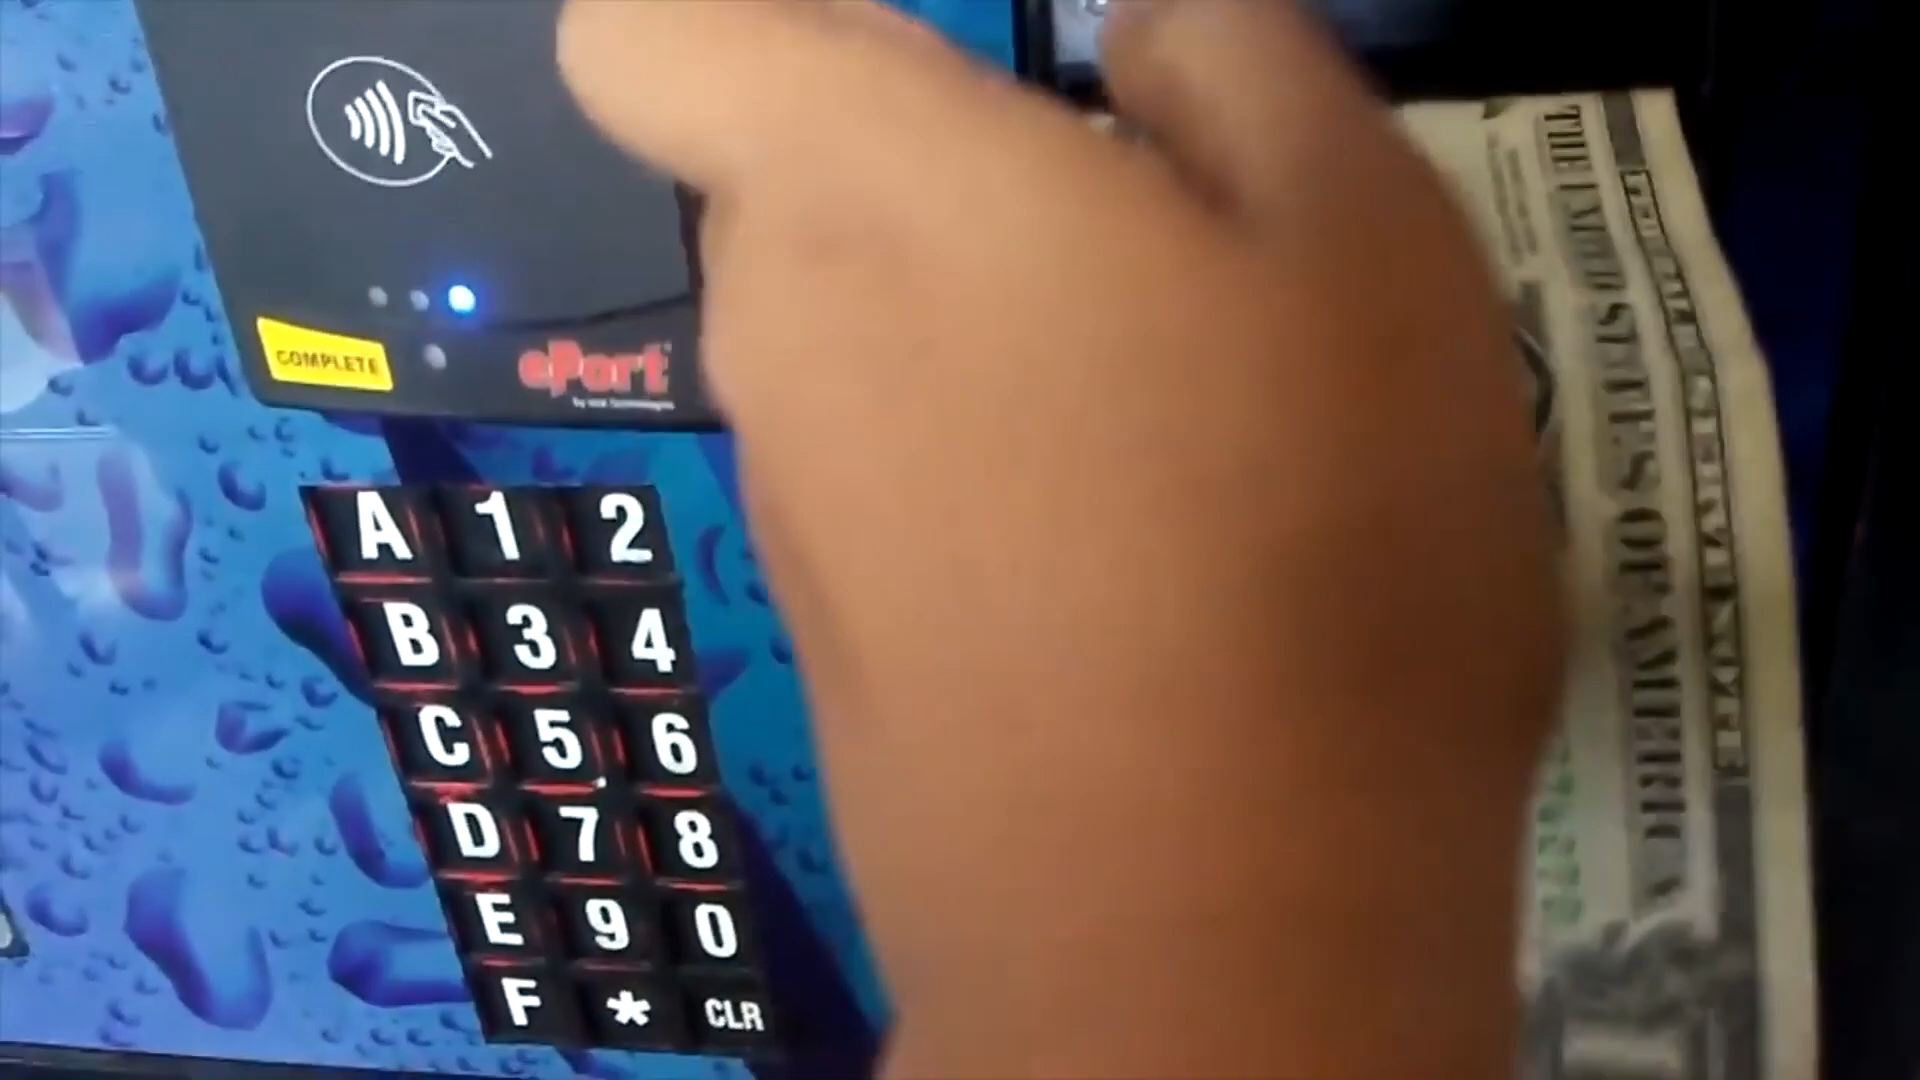 COMPLETE
ePort
A 1 2
B 3 4
C 5 6
D 7 8
E 9 0
F * CLR
THE UNITED STATES OF AMERICA